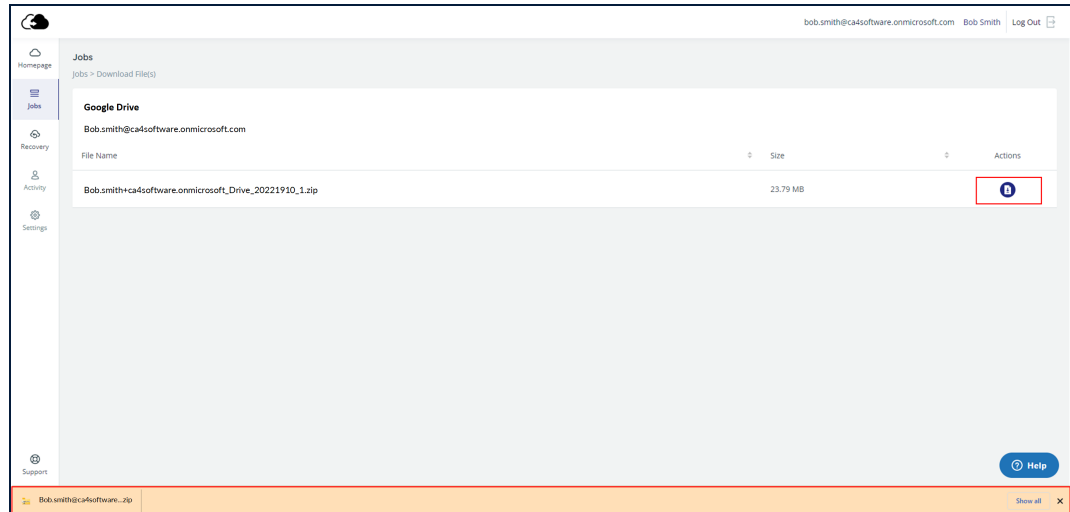 bob.smith@ca4software.onmicrosoft.com Bob Smith Log Out
Homepage
Jobs
Recovery
Activity
Settings
Support
Jobs
Jobs > Download File(s)
Google Drive
Bob.smith@ca4software.onmicrosoft.com
File Name Size Actions
Bob.smith+ca4software.onmicrosoft_Drive_20221910_1.zip 23.79 MB
Help
Bob.smith@ca4software...zip Show all